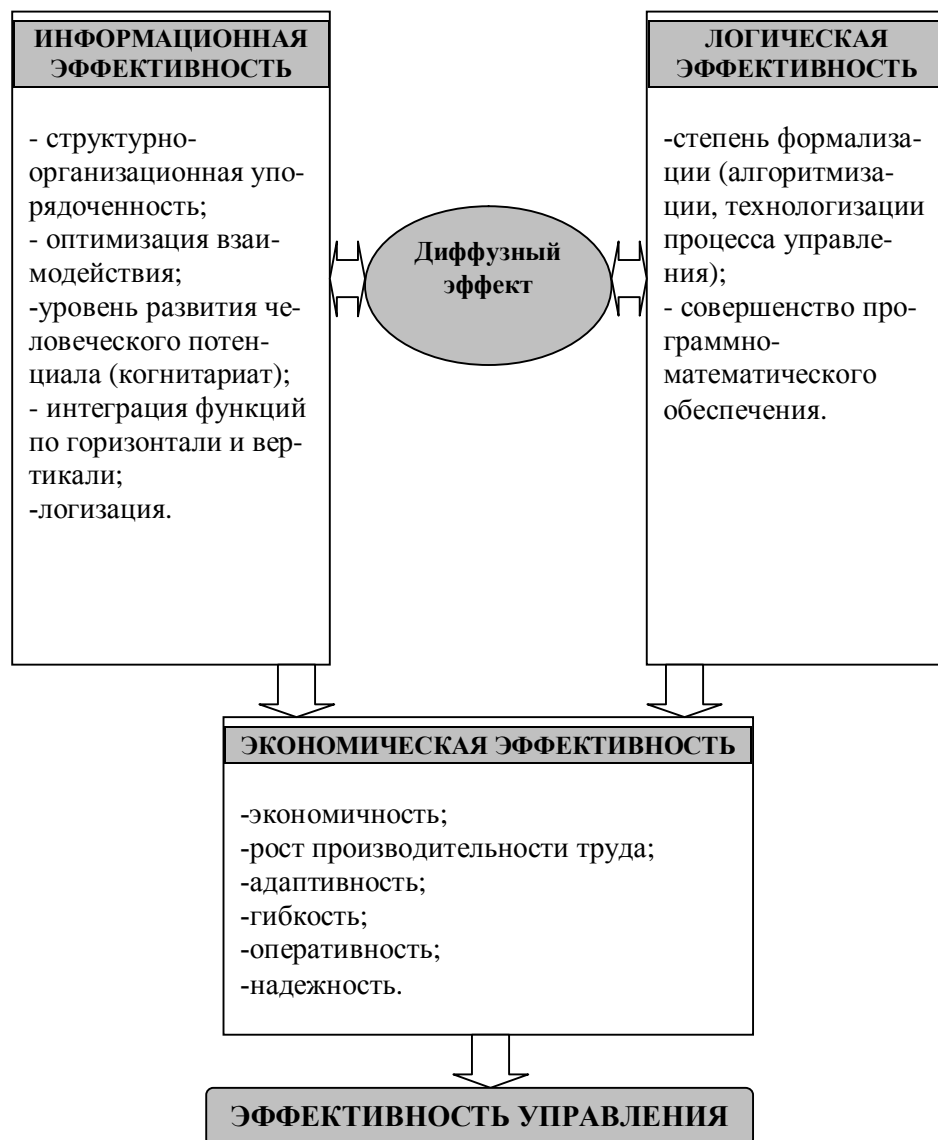 ИНФОРМАЦИОННАЯ
ЭФФЕКТИВНОСТЬ
- структурно-
организационная упо-
рядоченность;
- оптимизация взаи-
модействия;
-уровень развития че-
ловеческого потен-
циала (когнитариат);
- интеграция функций
по горизонтали и вер-
тикали;
-логизация.
Диффузный
эффект
ЛОГИЧЕСКАЯ
ЭФФЕКТИВНОСТЬ
-степень формализа-
ции (алгоритмиза-
ции, технологизации
процесса управле-
ния);
- совершенство про-
граммно-
математического
обеспечения.
ЭКОНОМИЧЕСКАЯ ЭФФЕКТИВНОСТЬ
-экономичность;
-рост производительности труда;
-адаптивность;
-гибкость;
-оперативность;
-надежность.
ЭФФЕКТИВНОСТЬ УПРАВЛЕНИЯ